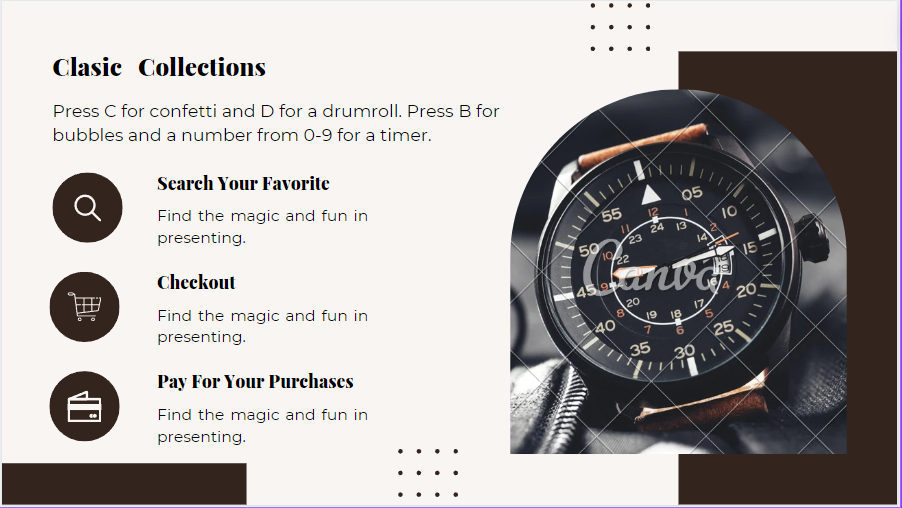 Clasic Collections
Press C for confetti and D for a drumroll. Press B for
bubbles and a number from 0-9 for a timer.
Search Your Favorite
Find the magic and fun in
presenting.
Checkout
Find the magic and fun in
presenting.
Pay For Your Purchases
Find the magic and fun in
presenting.
Canva
05
10
15
20
25
30
35
40
45
50
55
12
1
2
4
5
6
7
8
9
10
11
24
13
14
16
17
18
19
20
22
23